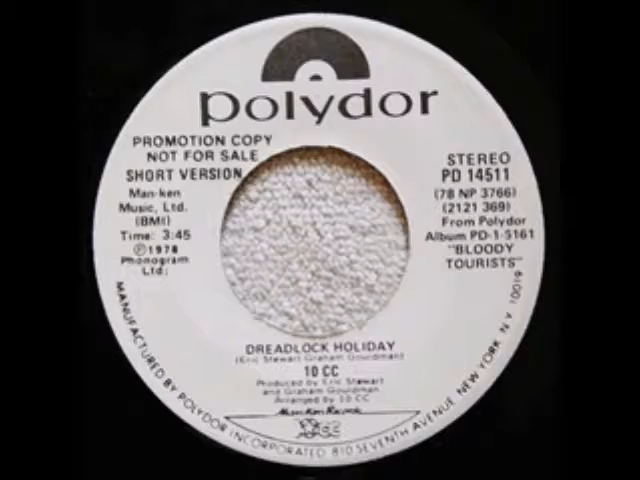 polydor
PROMOTION COPY
NOT FOR SALE
SHORT VERSION
Man-ken
Music, Ltd.
(BMI)
Time: 3:45
℗ 1978
Phonogram
Ltd.
STEREO
PD 14511
(78 NP 3766)
(2121 369)
From Polydor
Album PD-1-5161
"BLOODY
TOURISTS"
DREADLOCK HOLIDAY
(Eric Stewart Graham Gouldman)
10 CC
Produced by Eric Stewart
and Graham Gouldman
Arranged by 10 CC
MANUFACTURED BY POLYDOR INCORPORATED 810 SEVENTH AVENUE NEW YORK N.Y. 10019